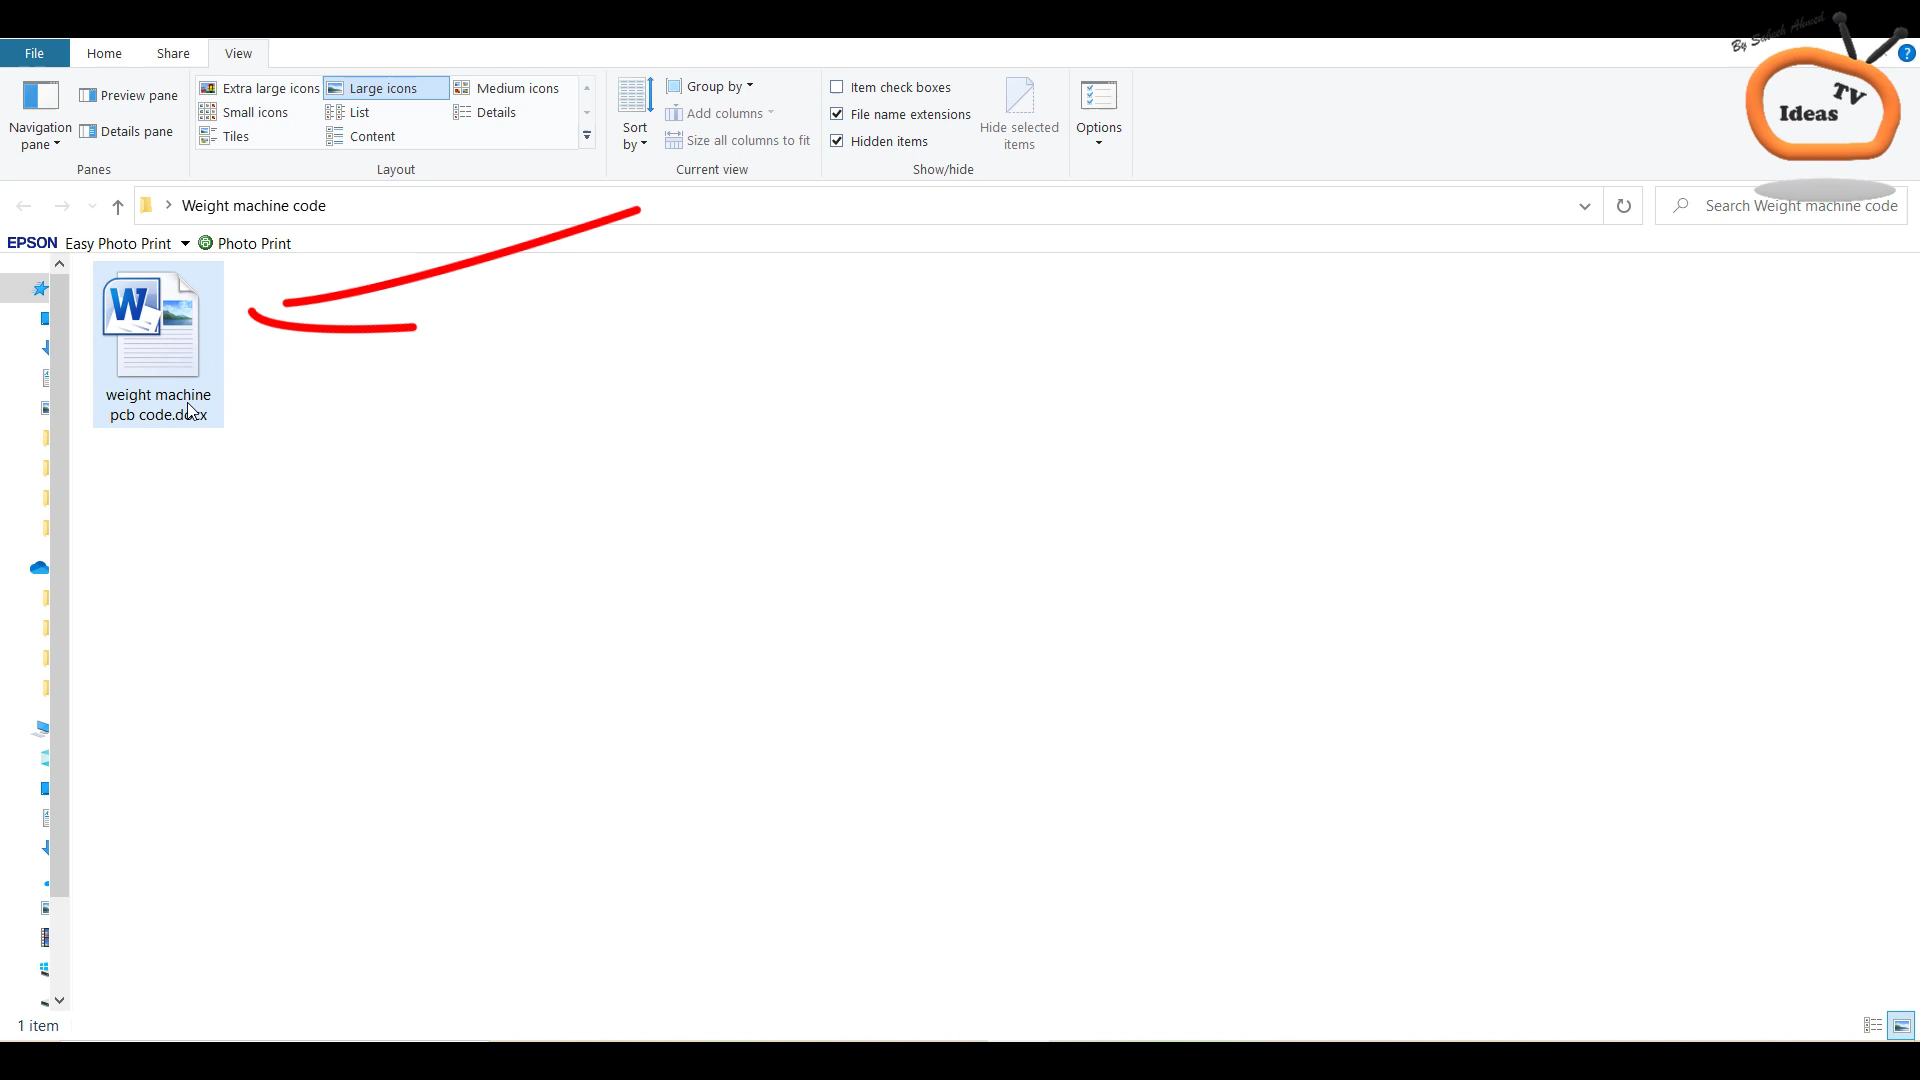 By Sabeeh Ahmed
TV
Ideas
File
Home
Share
View
Navigation
pane
Preview pane
Details pane
Panes
Extra large icons
Large icons
Medium icons
Small icons
List
Details
Tiles
Content
Layout
Sort
by
Group by
Add columns
Size all columns to fit
Current view
Item check boxes
File name extensions
Hidden items
Hide selected
items
Show/hide
Options
Weight machine code
Search Weight machine code
EPSON Easy Photo Print
Photo Print
weight machine
pcb code.docx
1 item